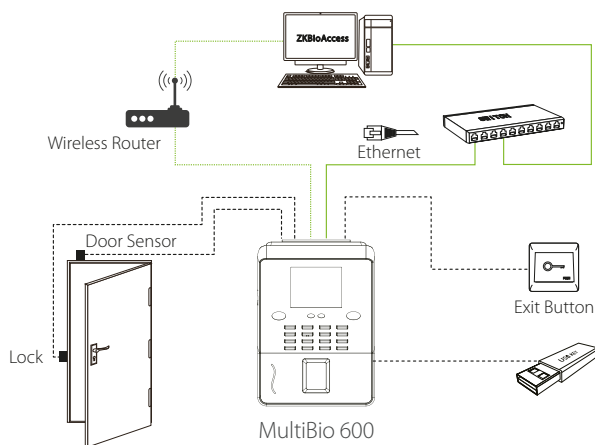 ZKBioAccess
Wireless Router
Ethernet
Door Sensor
Exit Button
Lock
MultiBio 600